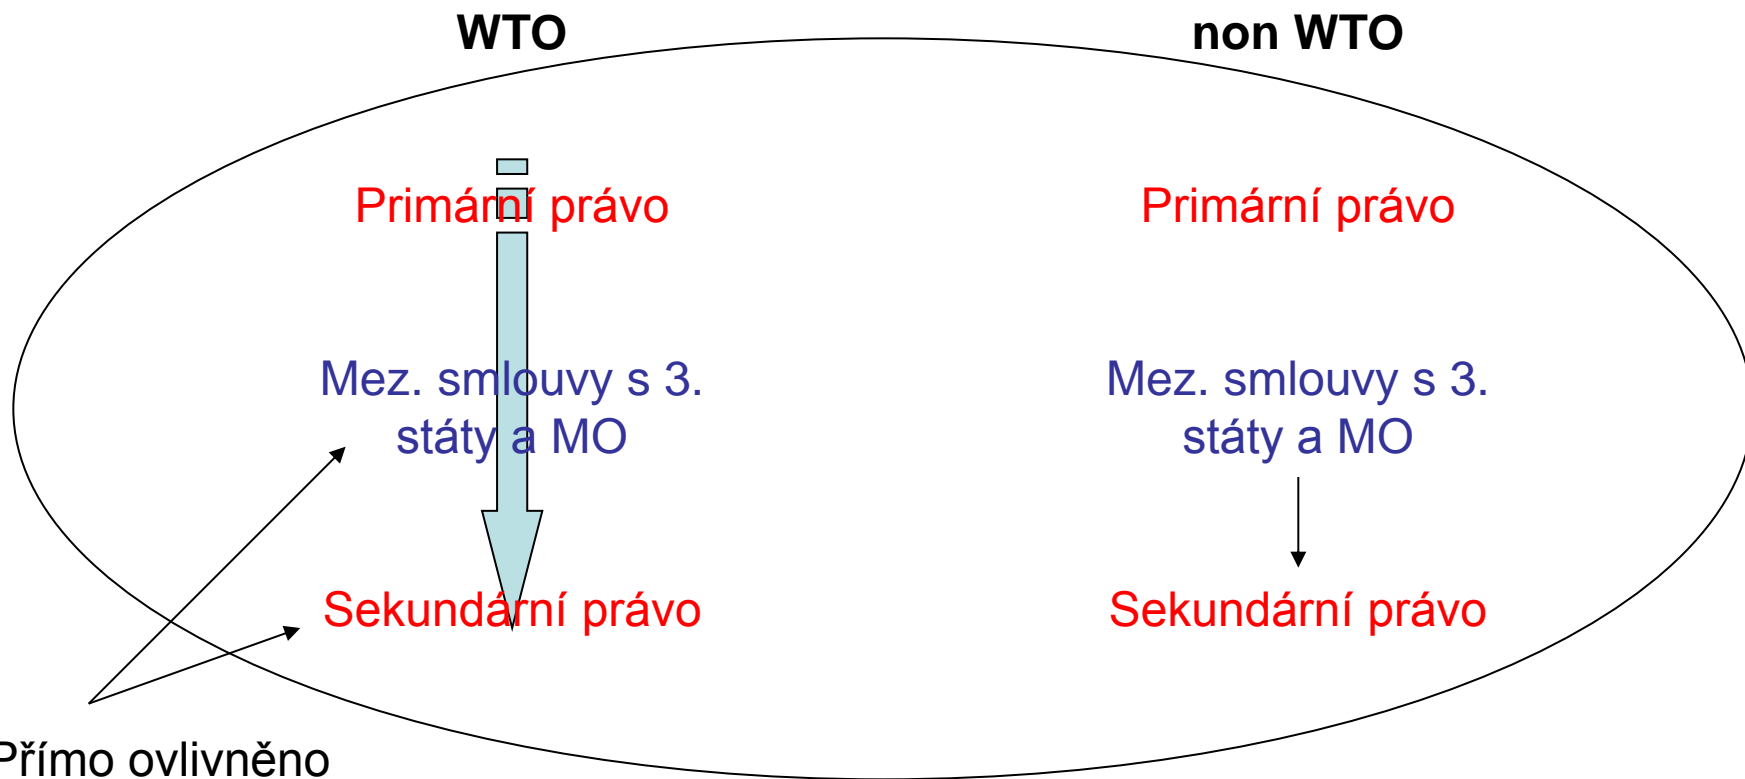 WTO
non WTO
Primární právo
Primární právo
Mez. smlouvy s 3.
státy a MO
Mez. smlouvy s 3.
státy a MO
Sekundární právo
Sekundární právo
Přímo ovlivněno